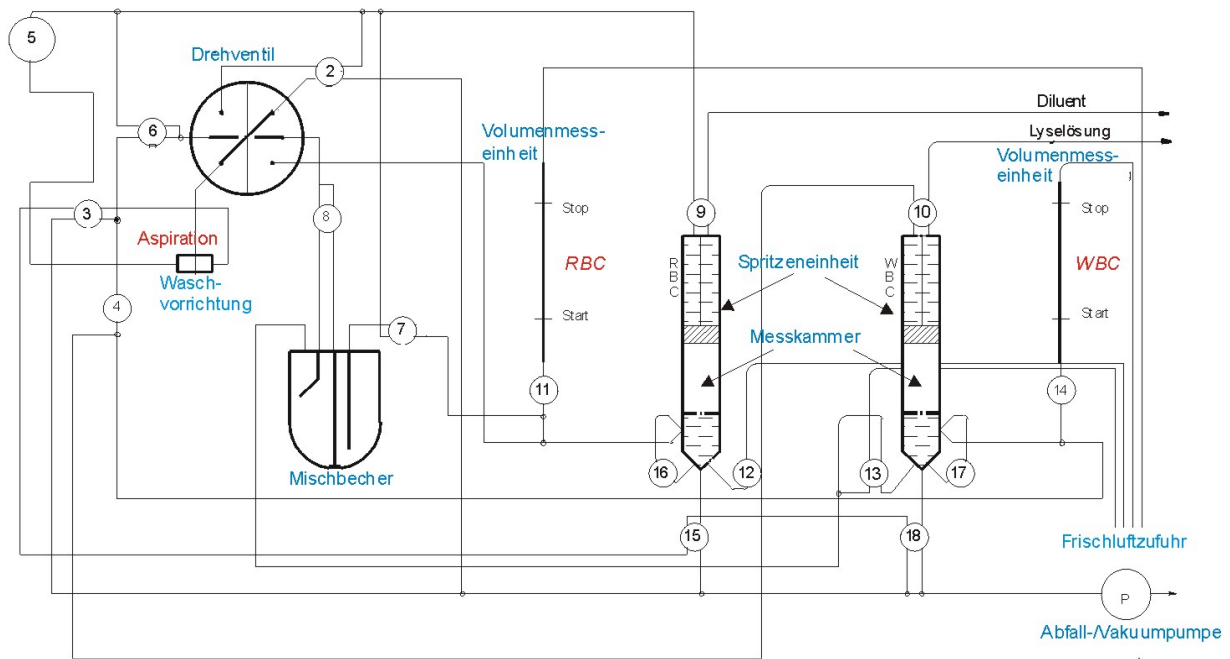 5
Drehventil
2
Diluent
6
Volumenmess-
einheit
Lyselösung
Volumenmess-
einheit
3
8
Stop
9
10
Stop
Aspiration
RBC
R
B
C
Spritzeneinheit
W
B
C
WBC
Wasch-
vorrichtung
4
Start
Start
7
Messkammer
11
14
Mischbecher
16
12
13
17
15
18
Frischluftzufuhr
P
Abfall-/Vakuumpumpe